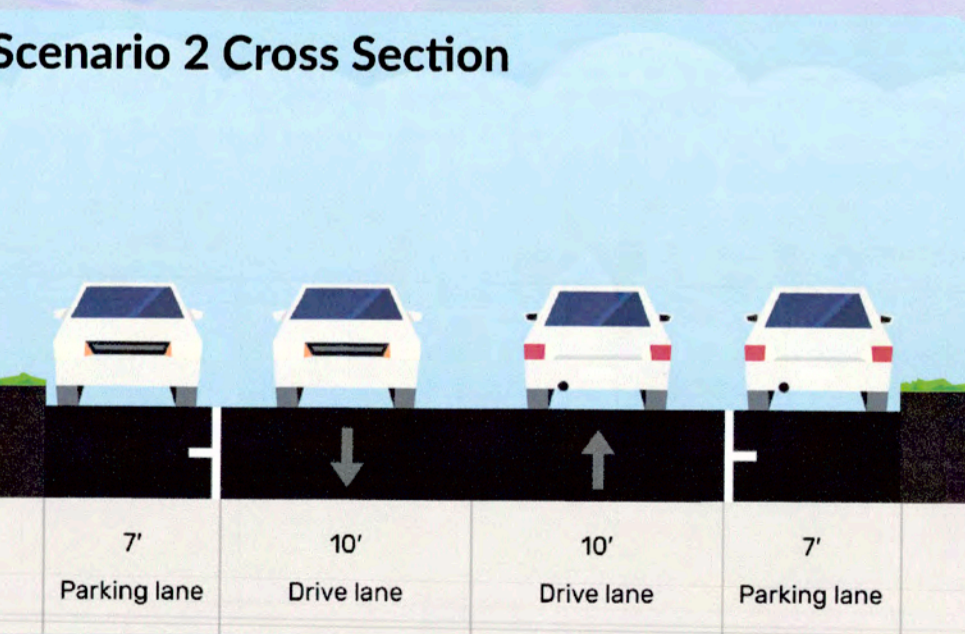 Scenario 2 Cross Section
7′ 10′ 10′ 7′
Parking lane Drive lane Drive lane Parking lane